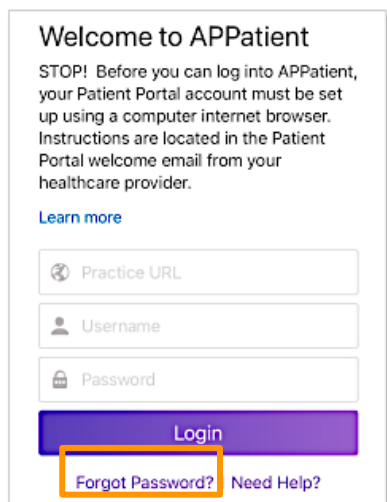 Welcome to APPatient
STOP! Before you can log into APPatient,
your Patient Portal account must be set
up using a computer internet browser.
Instructions are located in the Patient
Portal welcome email from your
healthcare provider.
Learn more
Practice URL
Username
Password
Login
Forgot Password? Need Help?